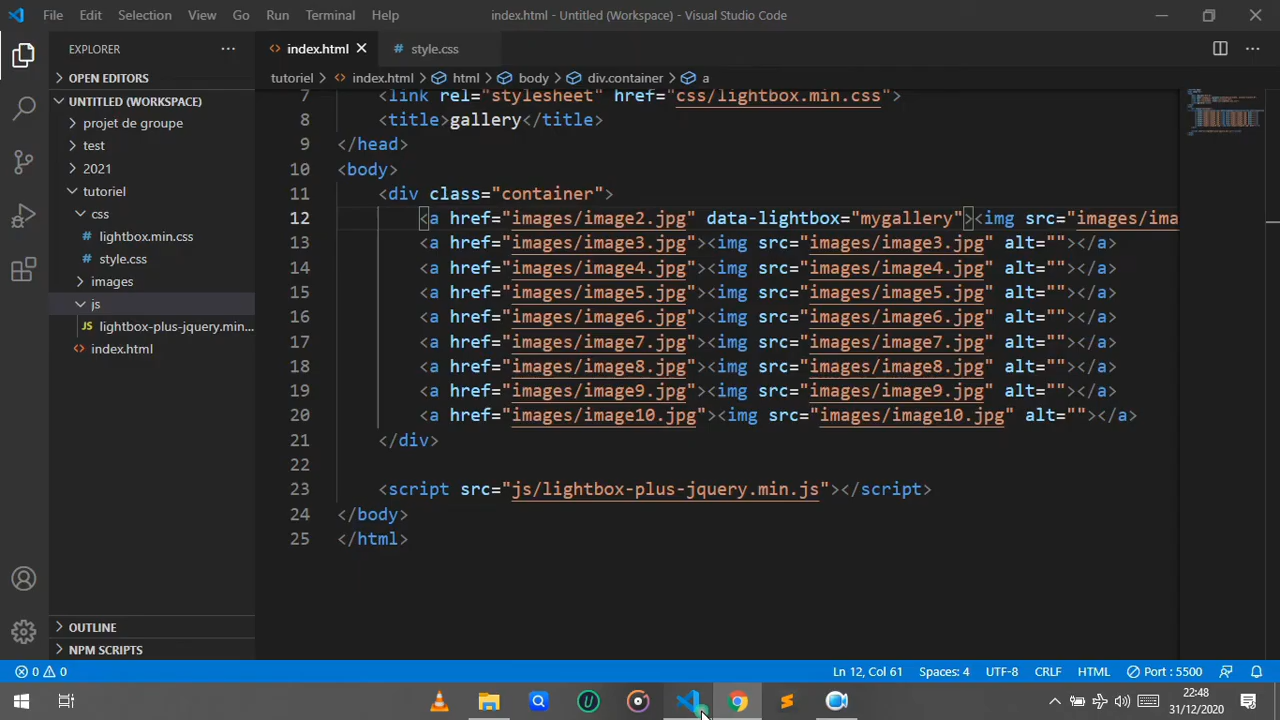 File Edit Selection View Go Run Terminal Help
index.html - Untitled (Workspace) - Visual Studio Code
EXPLORER
OPEN EDITORS
UNTITLED (WORKSPACE)
projet de groupe
test
2021
tutoriel
css
lightbox.min.css
style.css
images
js
JS lightbox-plus-jquery.min...
index.html
OUTLINE
NPM SCRIPTS
index.html style.css
tutoriel > index.html > html > body > div.container > a
7 <link rel="stylesheet" href="css/lightbox.min.css">
8 <title>gallery</title>
9 </head>
10 <body>
11 <div class="container">
12 <a href="images/image2.jpg" data-lightbox="mygallery"><img src="images/ima
13 <a href="images/image3.jpg"><img src="images/image3.jpg" alt=""></a>
14 <a href="images/image4.jpg"><img src="images/image4.jpg" alt=""></a>
15 <a href="images/image5.jpg"><img src="images/image5.jpg" alt=""></a>
16 <a href="images/image6.jpg"><img src="images/image6.jpg" alt=""></a>
17 <a href="images/image7.jpg"><img src="images/image7.jpg" alt=""></a>
18 <a href="images/image8.jpg"><img src="images/image8.jpg" alt=""></a>
19 <a href="images/image9.jpg"><img src="images/image9.jpg" alt=""></a>
20 <a href="images/image10.jpg"><img src="images/image10.jpg" alt=""></a>
21 </div>
22
23 <script src="js/lightbox-plus-jquery.min.js"></script>
24 </body>
25 </html>
0 0 Ln 12, Col 61 Spaces: 4 UTF-8 CRLF HTML Port : 5500
22:48
31/12/2020